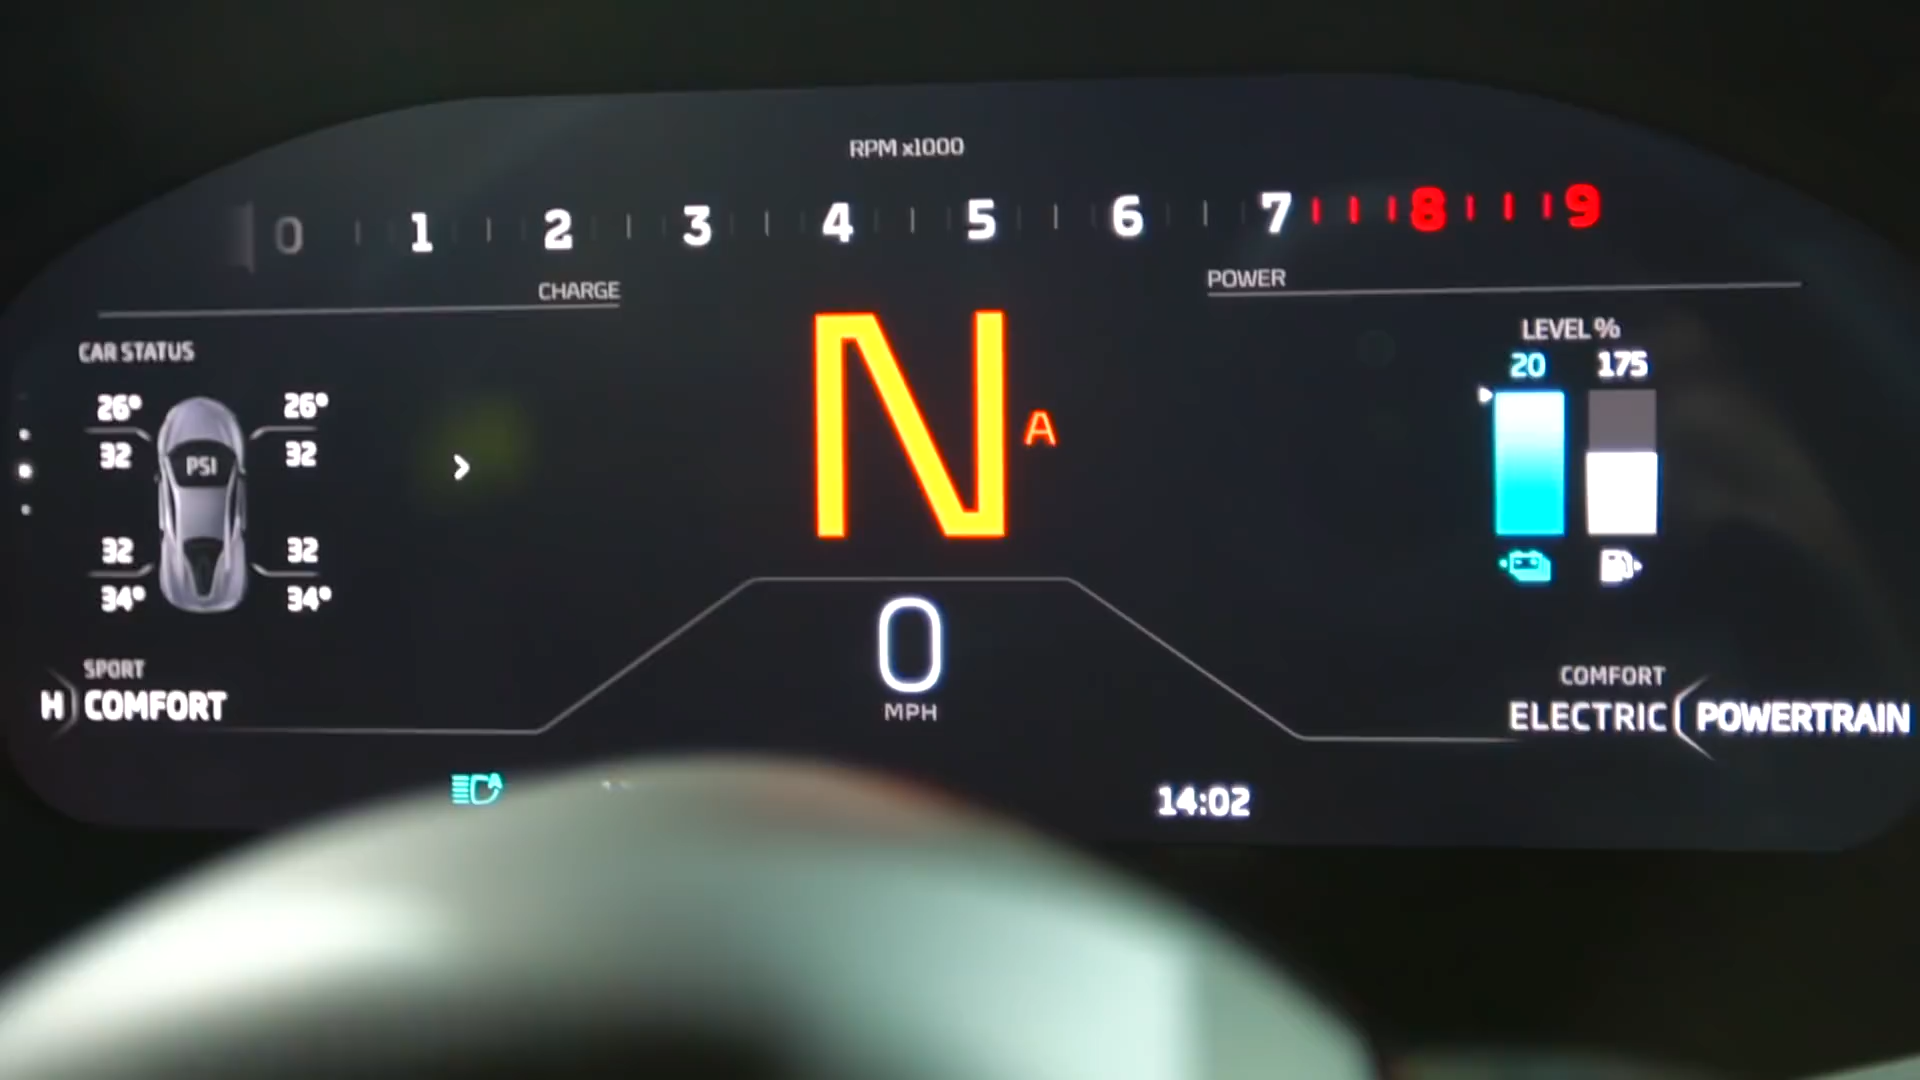 RPM x1000
0 1 2 3 4 5 6 7 8 9
CHARGE
POWER
CAR STATUS
26° 26°
32 PSI 32
32 32
34° 34°
N A
LEVEL %
20 175
0
MPH
SPORT
H COMFORT
COMFORT
ELECTRIC POWERTRAIN
A
14:02